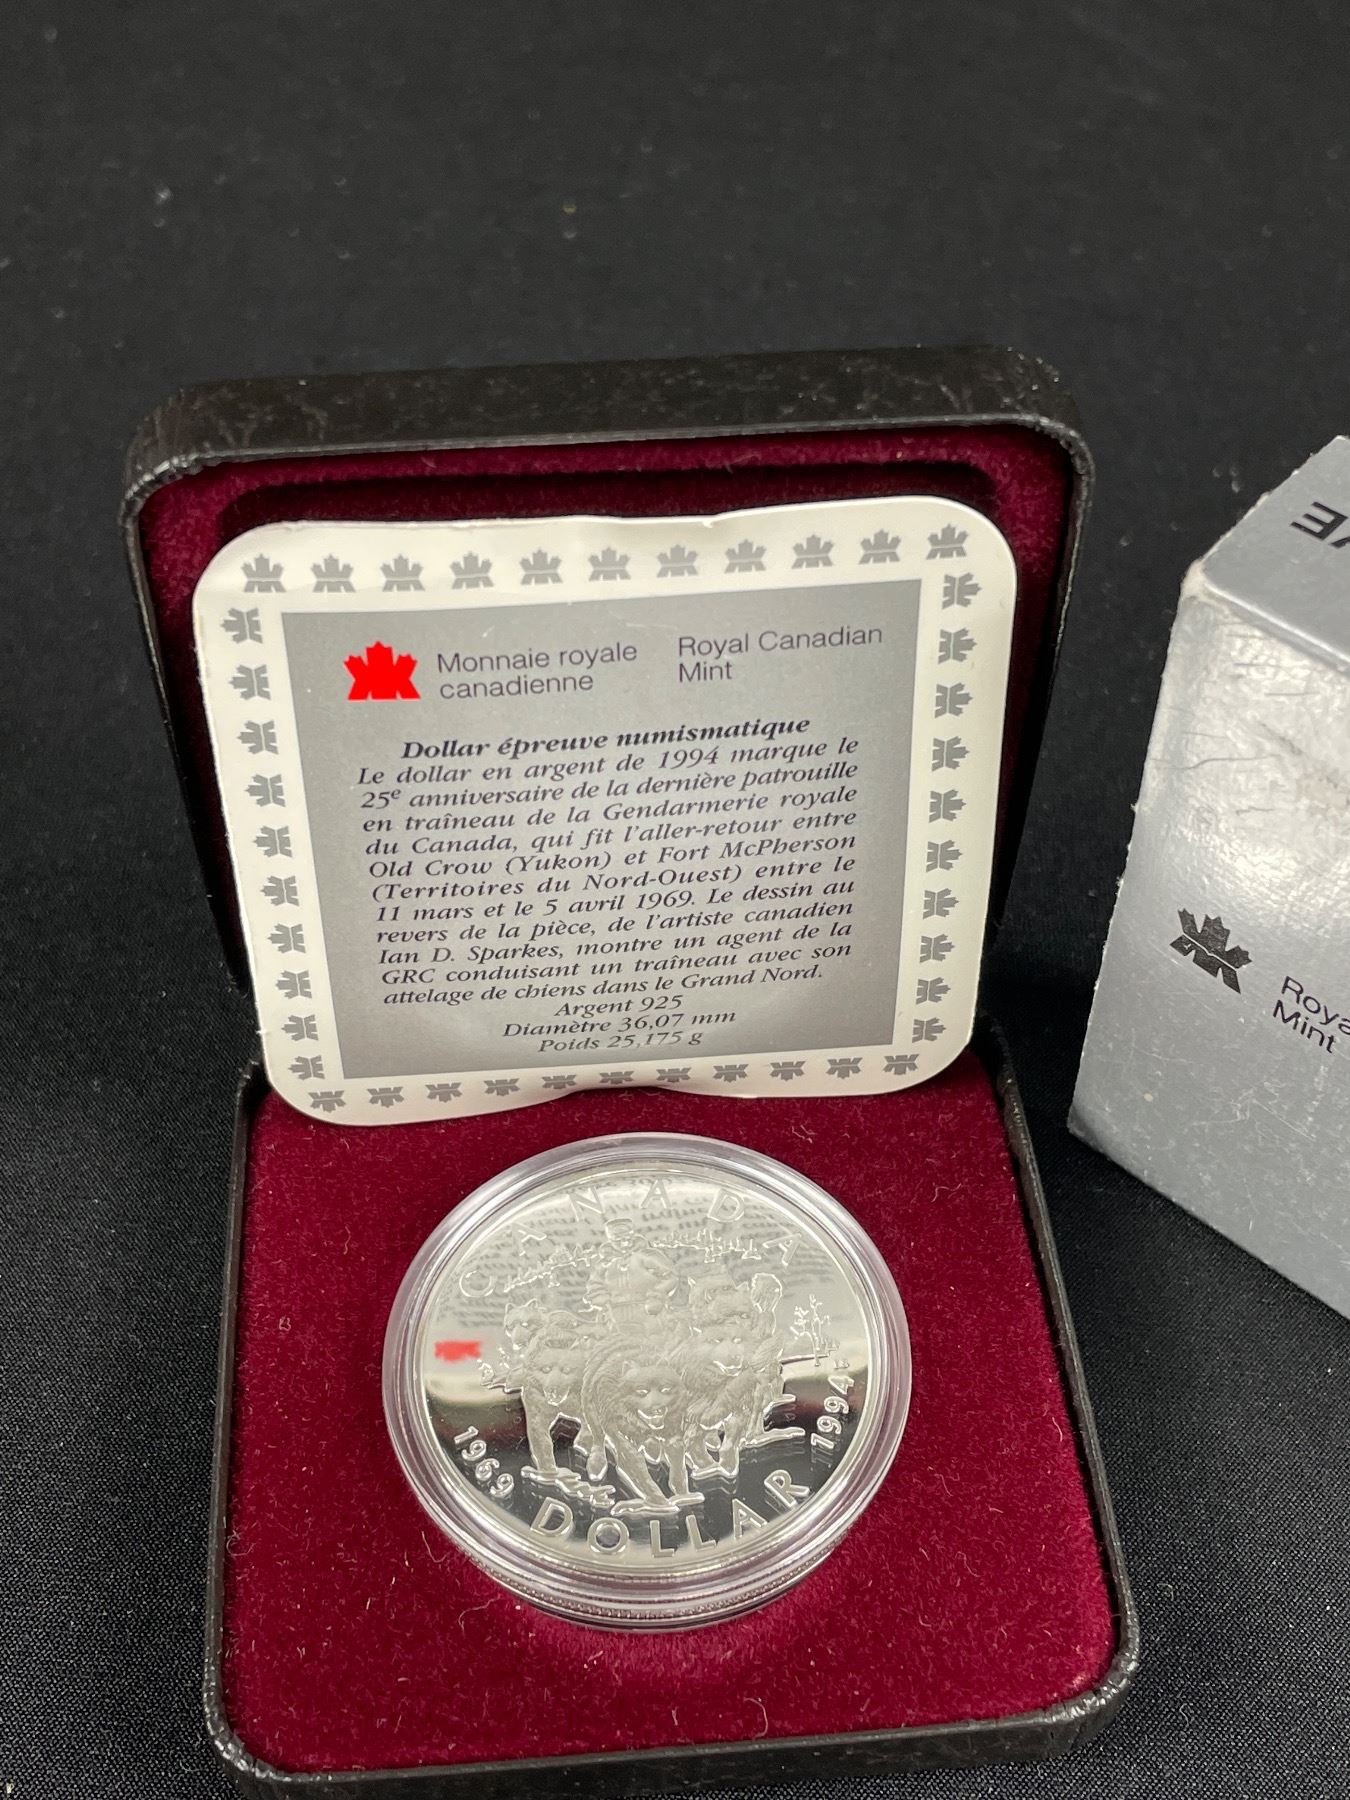 Monnaie royale
canadienne
Royal Canadian
Mint
Dollar épreuve numismatique
Le dollar en argent de 1994 marque le
25e anniversaire de la dernière patrouille
en traîneau de la Gendarmerie royale
du Canada, qui fit l'aller-retour entre
Old Crow (Yukon) et Fort McPherson
(Territoires du Nord-Ouest) entre le
11 mars et le 5 avril 1969. Le dessin au
revers de la pièce, de l'artiste canadien
Ian D. Sparkes, montre un agent de la
GRC conduisant un traîneau avec son
attelage de chiens dans le Grand Nord.
Argent 925
Diamètre 36,07 mm
Poids 25,175 g
CANADA
1969 DOLLAR 1994
Mint